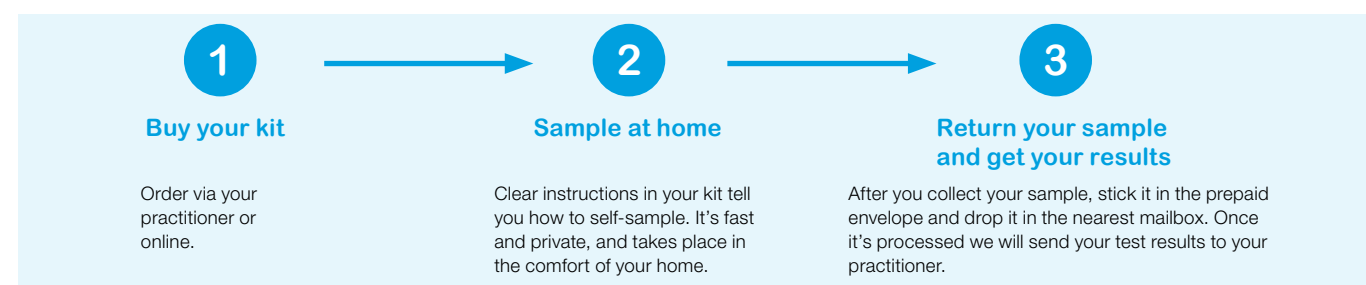 1
Buy your kit
Order via your
practitioner or
online.
2
Sample at home
Clear instructions in your kit tell
you how to self-sample. It's fast
and private, and takes place in
the comfort of your home.
3
Return your sample
and get your results
After you collect your sample, stick it in the prepaid
envelope and drop it in the nearest mailbox. Once
it's processed we will send your test results to your
practitioner.